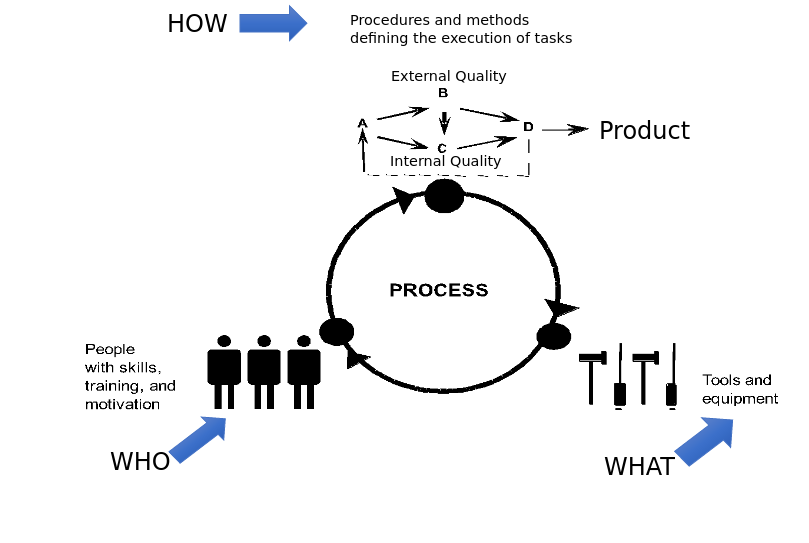 HOW
Procedures and methods
defining the execution of tasks
External Quality
B
A
D
Product
C
Internal Quality
PROCESS
People
with skills,
training, and
motivation
Tools and
equipment
WHO
WHAT